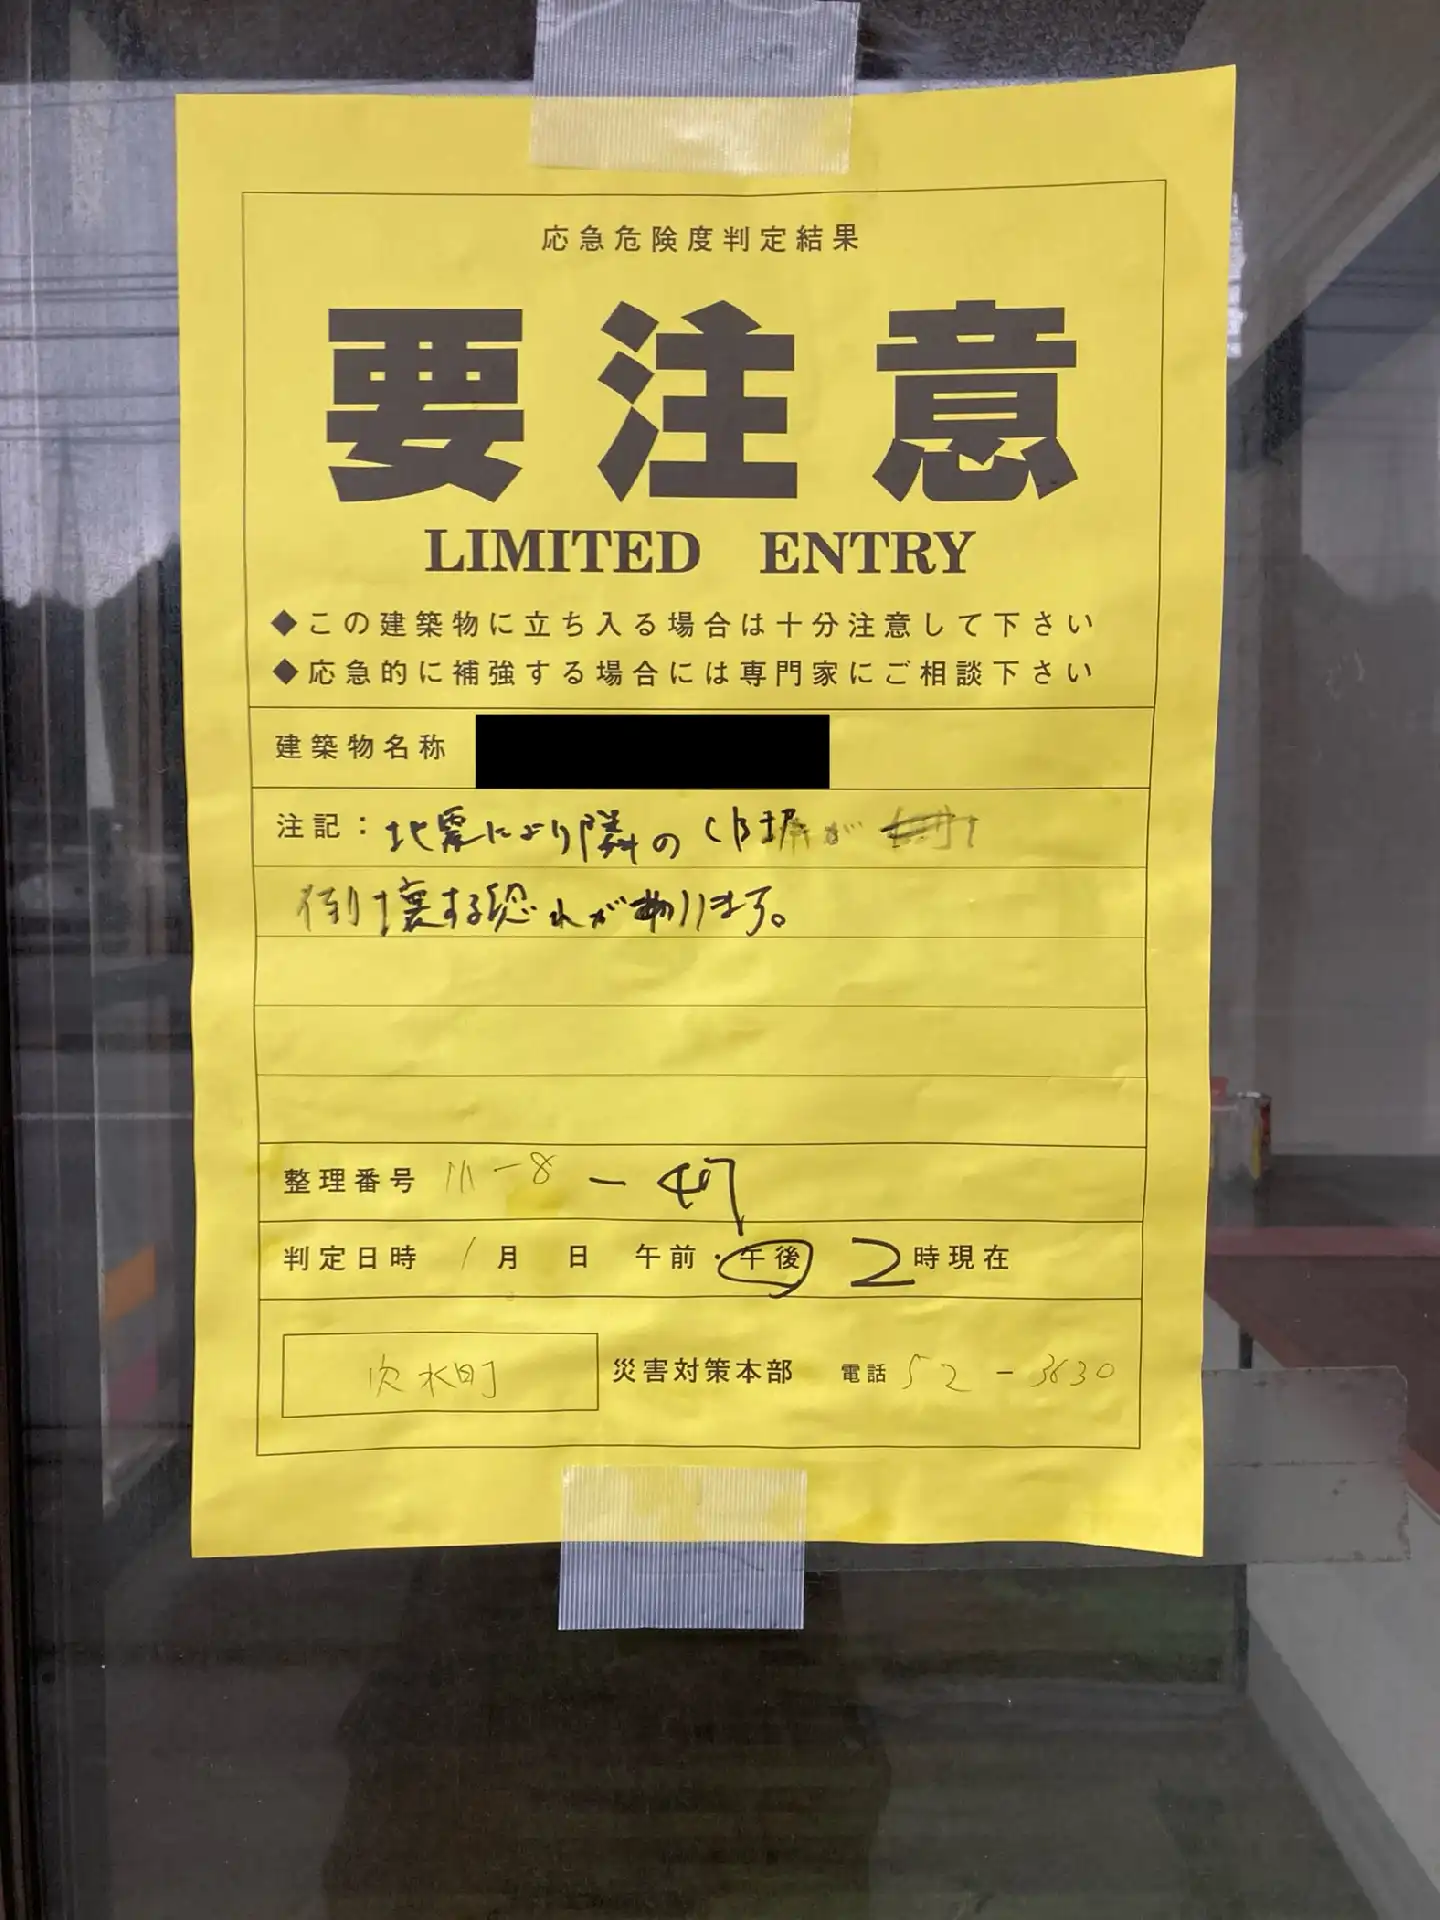 応急危険度判定結果
要注意
LIMITED ENTRY
◆この建築物に立ち入る場合は十分注意して下さい
◆応急的に補強する場合には専門家にご相談下さい
建築物名称
注記: 地震により隣の が
倒壊する恐れがあります。
整理番号 111-8-47
判定日時 1月 日 午前・午後 2時現在
穴水町 災害対策本部 電話 52-3630